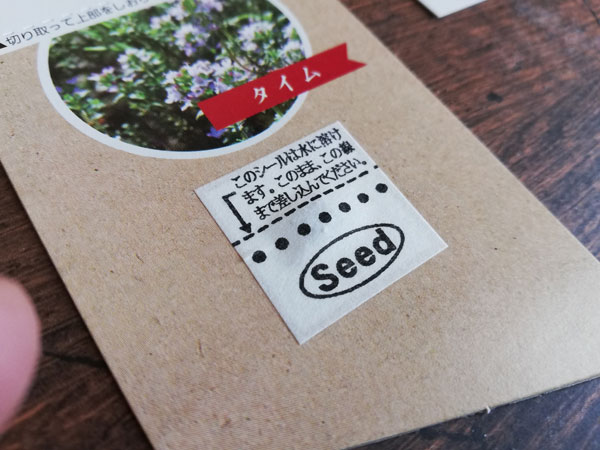 ▲切り取って上部をしお
タイム
このシールは水に溶け
ます。このまま、この線
まで差し込んでください。
Seed